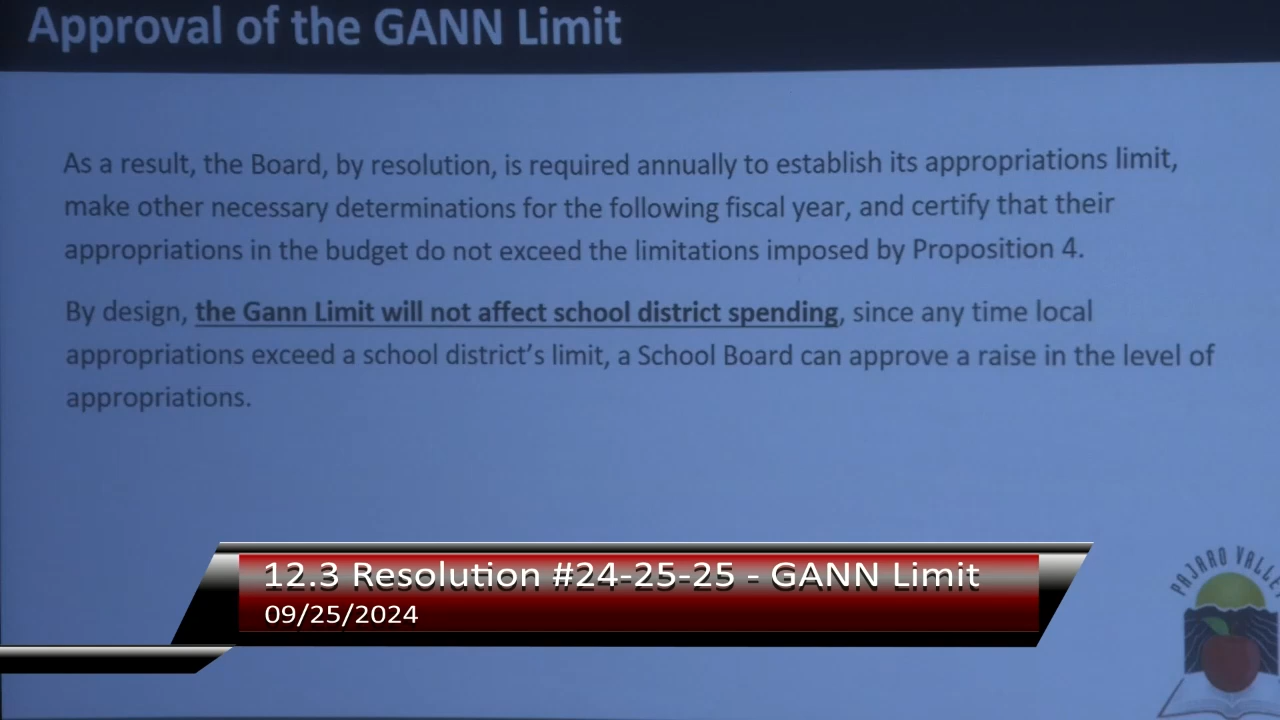 Approval of the GANN Limit
As a result, the Board, by resolution, is required annually to establish its appropriations limit,
make other necessary determinations for the following fiscal year, and certify that their
appropriations in the budget do not exceed the limitations imposed by Proposition 4.
By design, the Gann Limit will not affect school district spending, since any time local
appropriations exceed a school district’s limit, a School Board can approve a raise in the level of
appropriations.
12.3 Resolution #24-25-25 - GANN Limit
09/25/2024
PAJARO VALLE